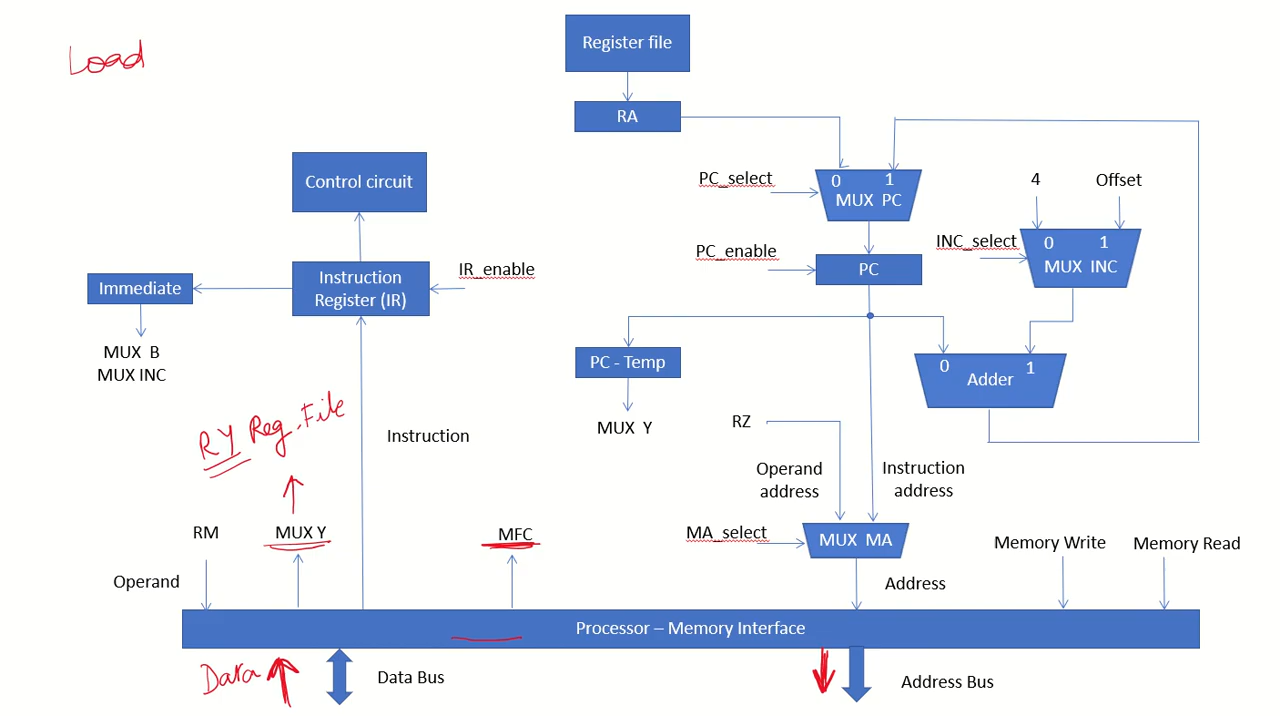 Load
Register file
RA
Control circuit
PC_select
0 1
MUX PC
4
Offset
PC_enable
PC
INC_select
0 1
MUX INC
Instruction
Register (IR)
IR_enable
Immediate
MUX B
MUX INC
PC - Temp
MUX Y
0 1
Adder
RY Reg.File
Instruction
RZ
Operand
address
Instruction
address
RM
MUX Y
MFC
MA_select
MUX MA
Memory Write
Memory Read
Operand
Address
Processor – Memory Interface
Data
Data Bus
Address Bus